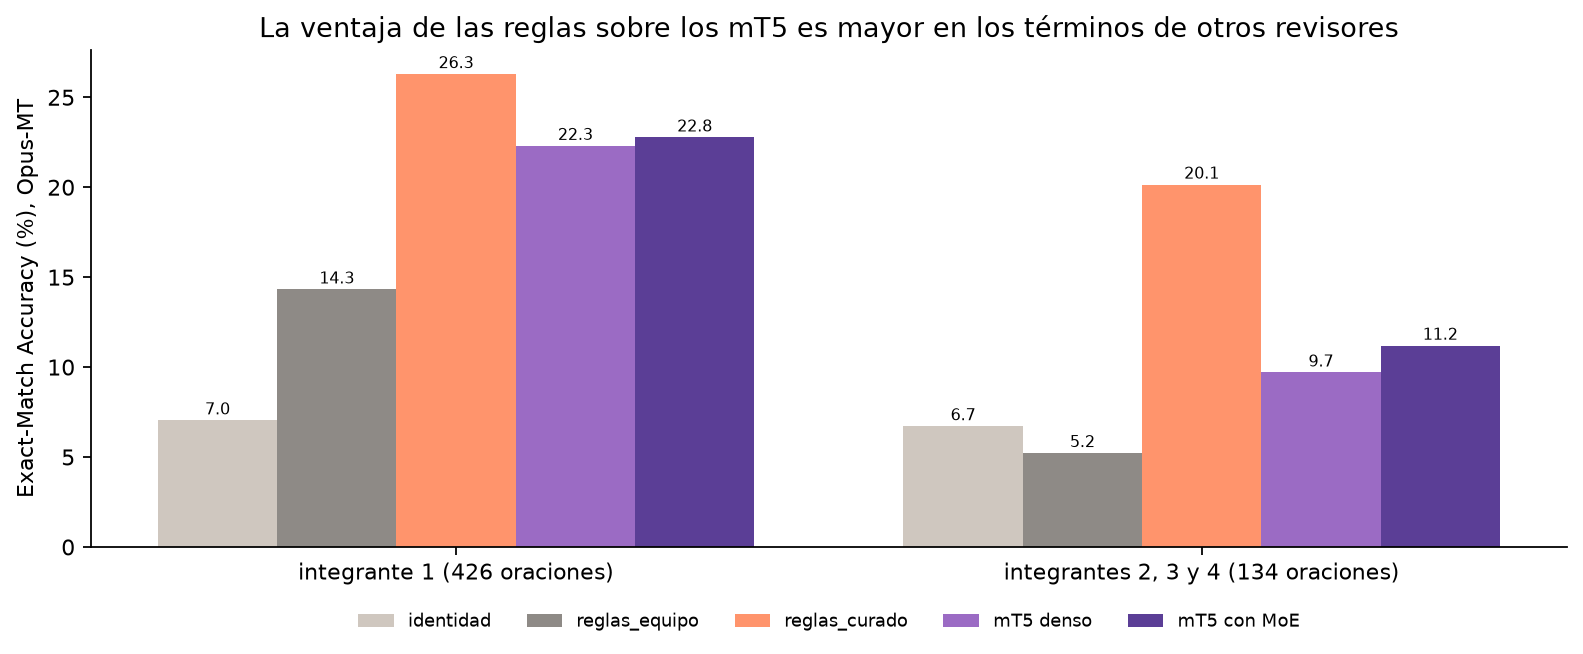 La ventaja de las reglas sobre los mT5 es mayor en los términos de otros revisores
Exact-Match Accuracy (%), Opus-MT
25
20
15
10
5
0
7.0
14.3
26.3
22.3
22.8
6.7
5.2
20.1
9.7
11.2
integrante 1 (426 oraciones)
integrantes 2, 3 y 4 (134 oraciones)
identidad
reglas_equipo
reglas_curado
mT5 denso
mT5 con MoE